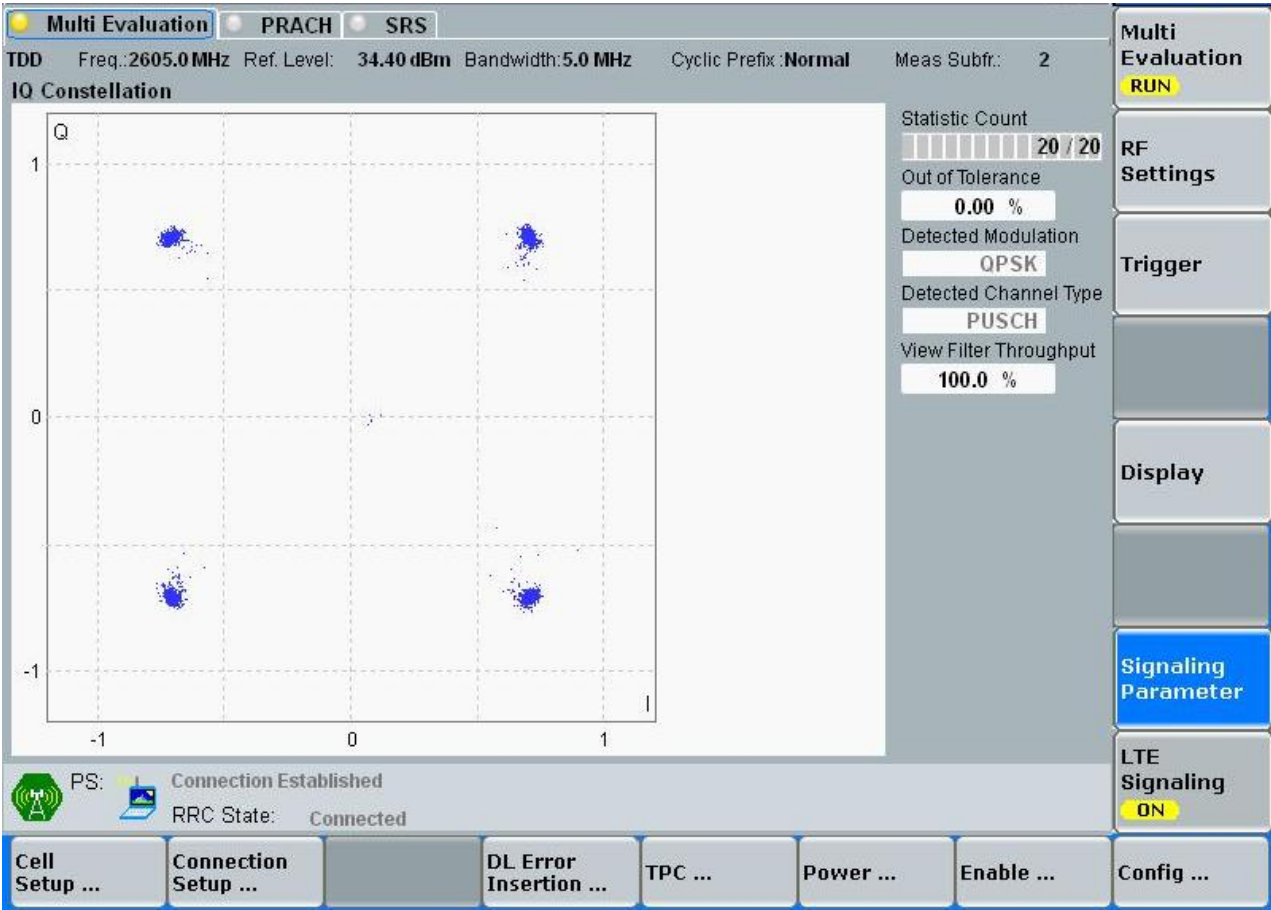 Multi Evaluation PRACH SRS
TDD Freq.:2605.0 MHz Ref. Level: 34.40 dBm Bandwidth:5.0 MHz Cyclic Prefix :Normal Meas Subfr.: 2
IQ Constellation
Q
1
0
-1
I
-1 0 1
Statistic Count
20 / 20
Out of Tolerance
0.00 %
Detected Modulation
QPSK
Detected Channel Type
PUSCH
View Filter Throughput
100.0 %
Multi
Evaluation
RUN
RF
Settings
Trigger
Display
Signaling
Parameter
LTE
Signaling
ON
PS: Connection Established
RRC State: Connected
Cell
Setup ...
Connection
Setup ...
DL Error
Insertion ...
TPC ...
Power ...
Enable ...
Config ...